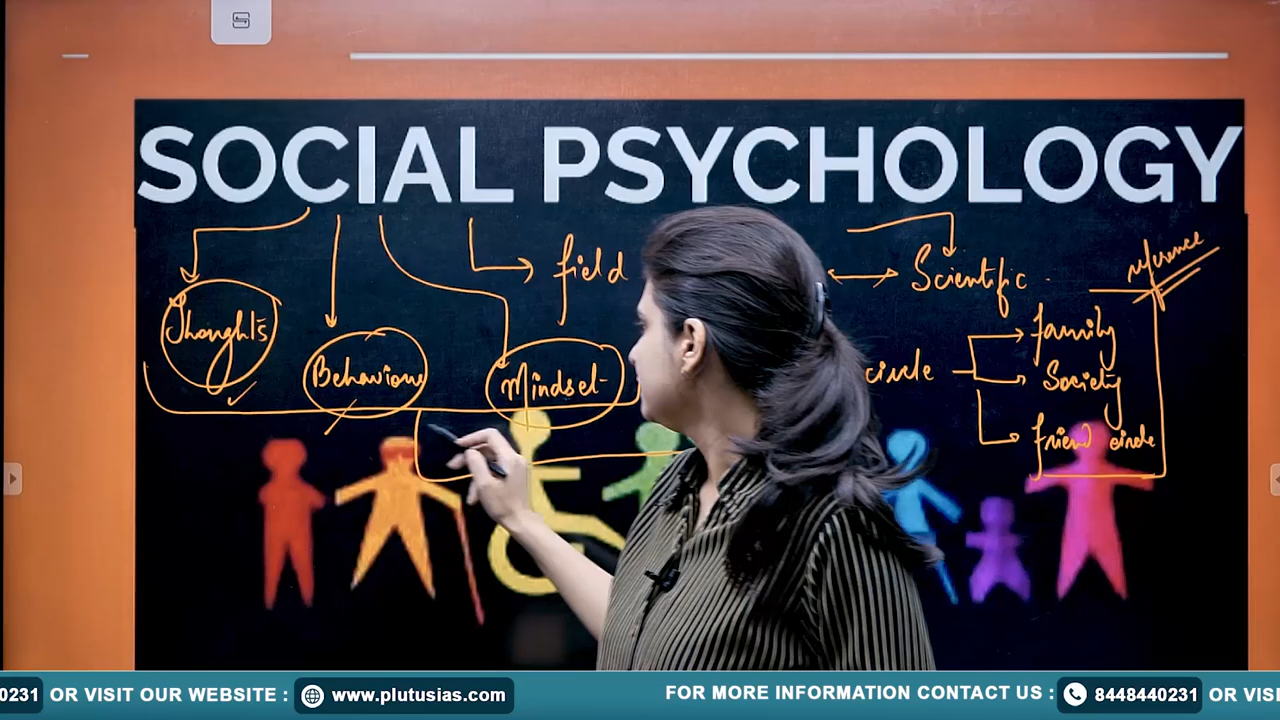 SOCIAL PSYCHOLOGY
reference
field
Scientific
Thoughts
family
Behaviour
Mindset
circle
Society
friend circle
0231 OR VISIT OUR WEBSITE : www.plutusias.com FOR MORE INFORMATION CONTACT US : 8448440231 OR VISI